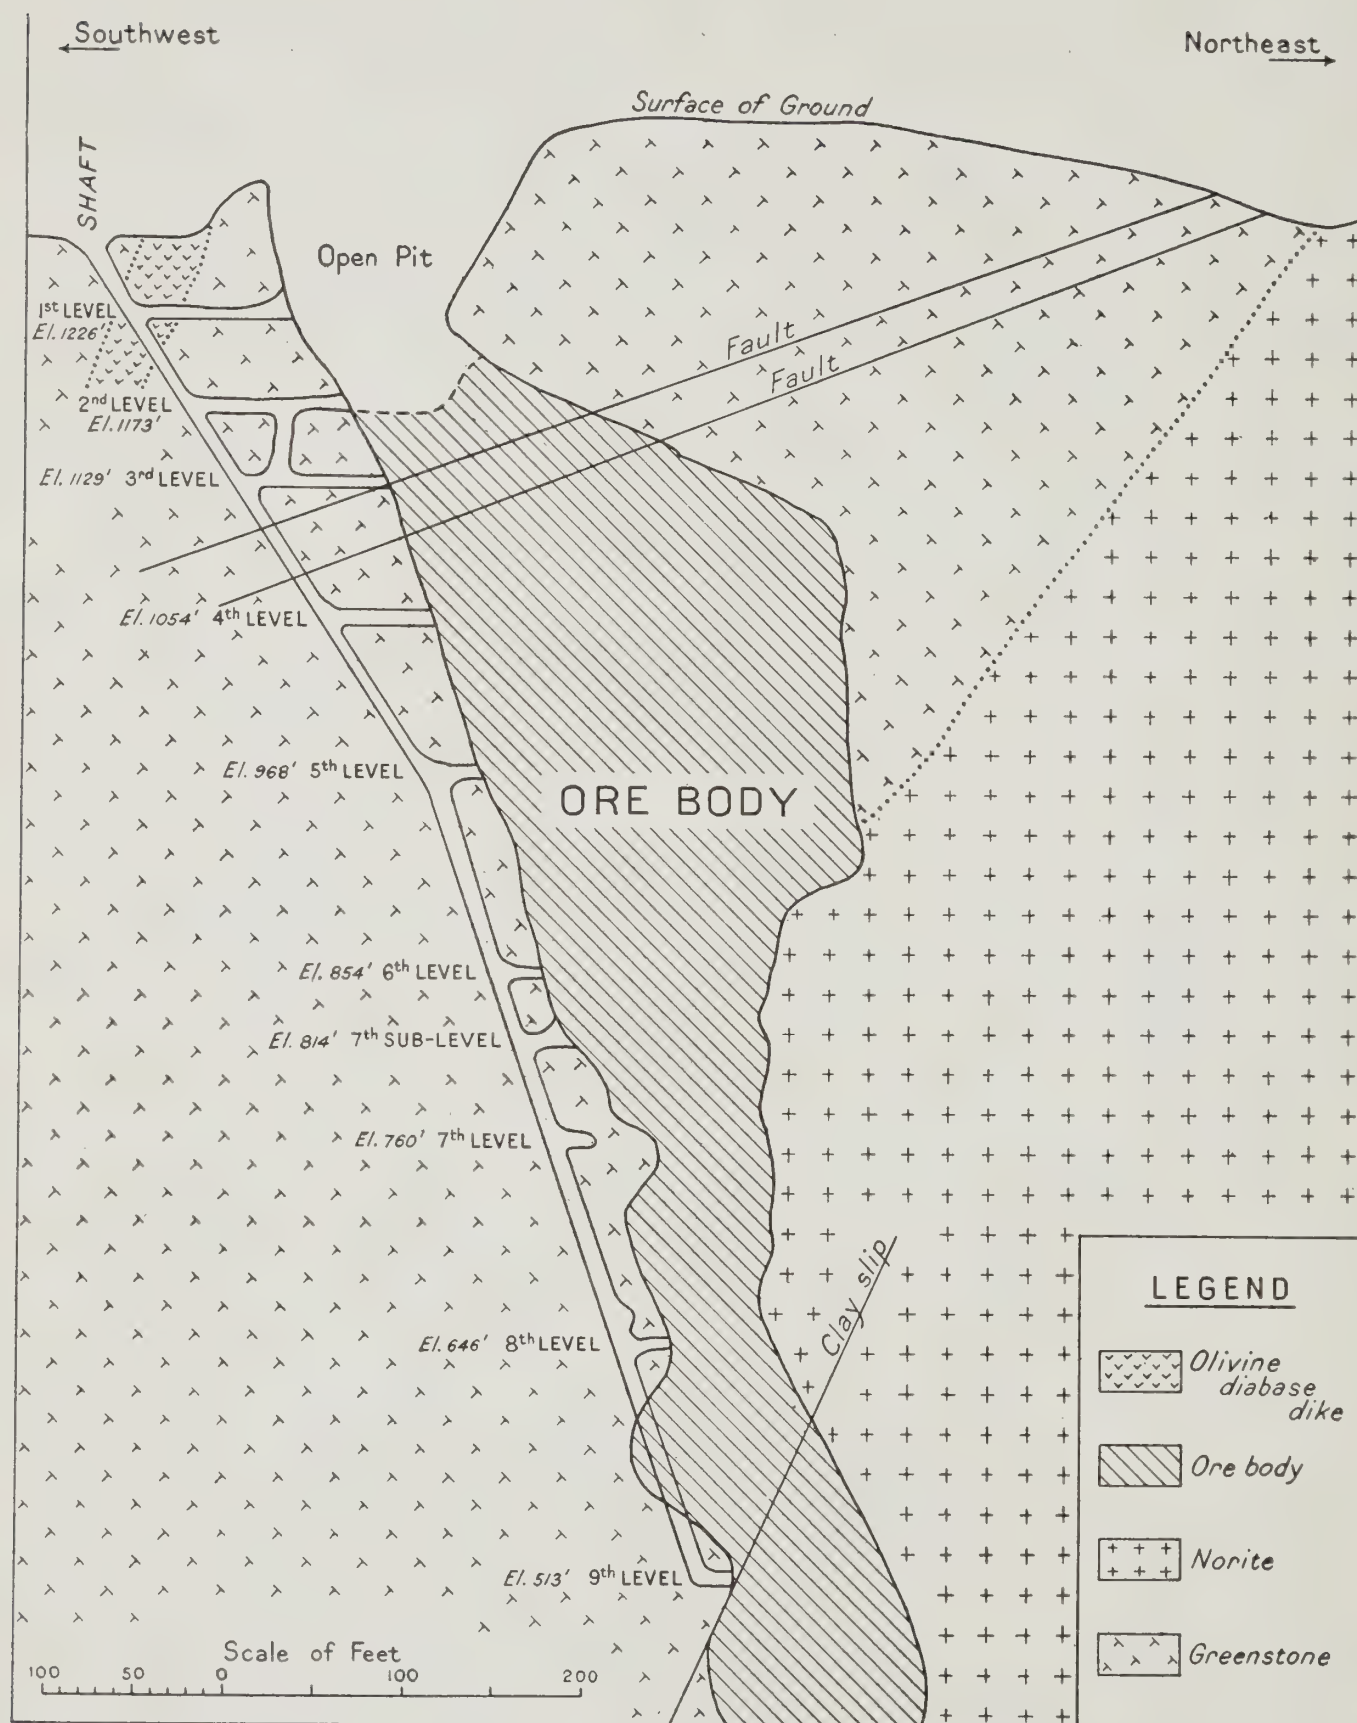 Southwest
Northeast
Surface of Ground
SHAFT
Open Pit
1st LEVEL
El. 1226'
Fault
Fault
2nd LEVEL
El. 1173'
El. 1129' 3rd LEVEL
El. 1054' 4th LEVEL
El. 968' 5th LEVEL
ORE BODY
El. 854' 6th LEVEL
El. 814' 7th SUB-LEVEL
El. 760' 7th LEVEL
Clay slip
El. 646' 8th LEVEL
El. 513' 9th LEVEL
Scale of Feet
100 50 0 100 200
LEGEND
Olivine
diabase
dike
Ore body
Norite
Greenstone